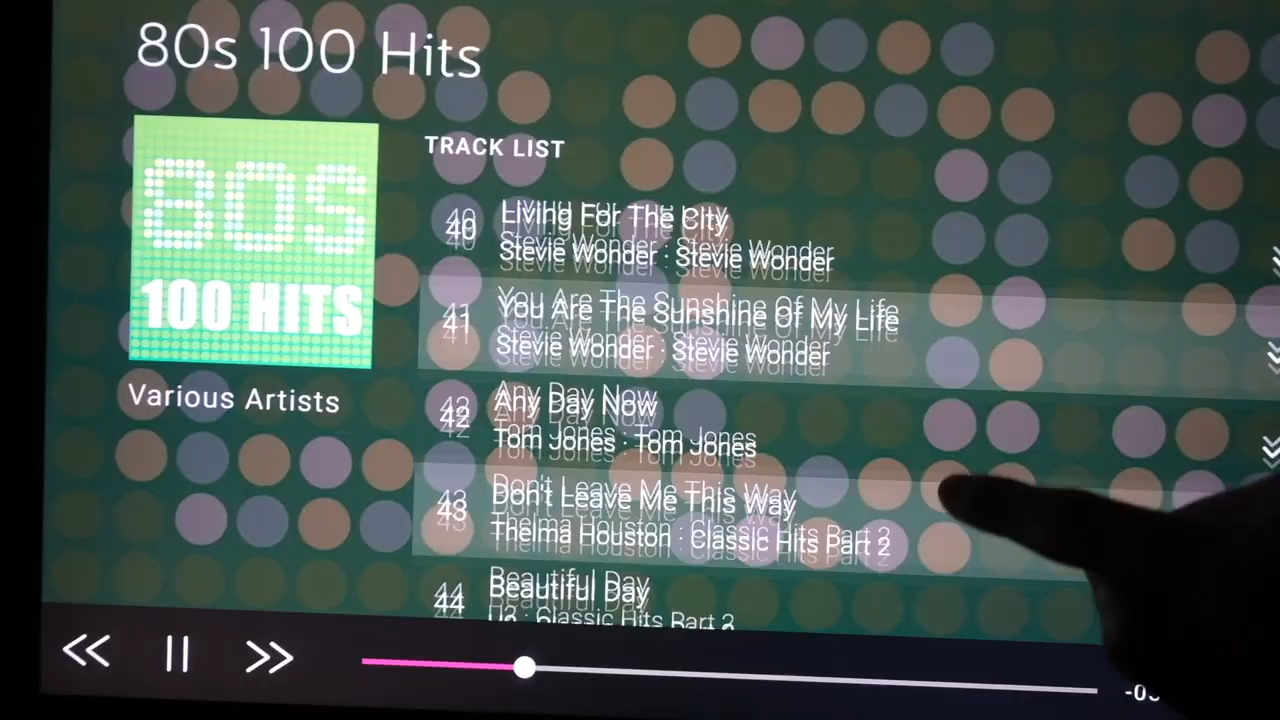 80s 100 Hits
80S
100 HITS
Various Artists
TRACK LIST
40 Living For The City
Stevie Wonder : Stevie Wonder
41 You Are The Sunshine Of My Life
Stevie Wonder : Stevie Wonder
42 Any Day Now
Tom Jones : Tom Jones
43 Don't Leave Me This Way
Thelma Houston : Classic Hits Part 2
44 Beautiful Day
U2 : Classic Hits Part 2